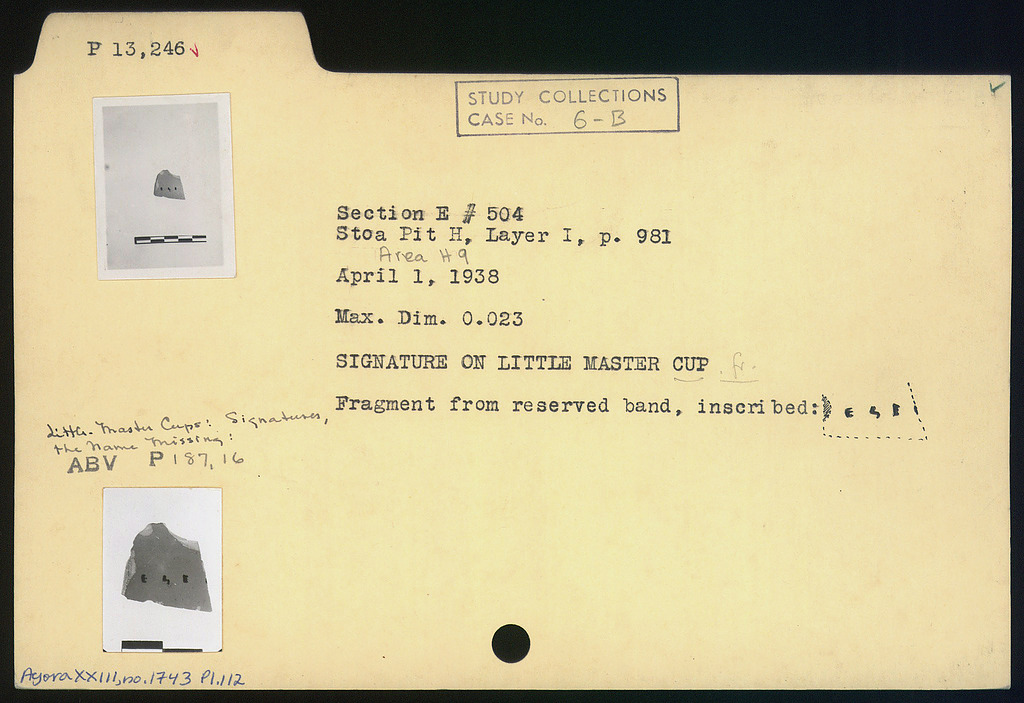 P 13,246 ✓
STUDY COLLECTIONS
CASE No. 6-B
Section E # 504
Stoa Pit H, Layer I, p. 981
Area H9
April 1, 1938
Max. Dim. 0.023
SIGNATURE ON LITTLE MASTER CUP. fr.
Fragment from reserved band, inscribed:
Little-Master Cups: Signatures,
the name missing:
ABV P 187, 16
Agora XXIII, no. 1743 Pl. 112